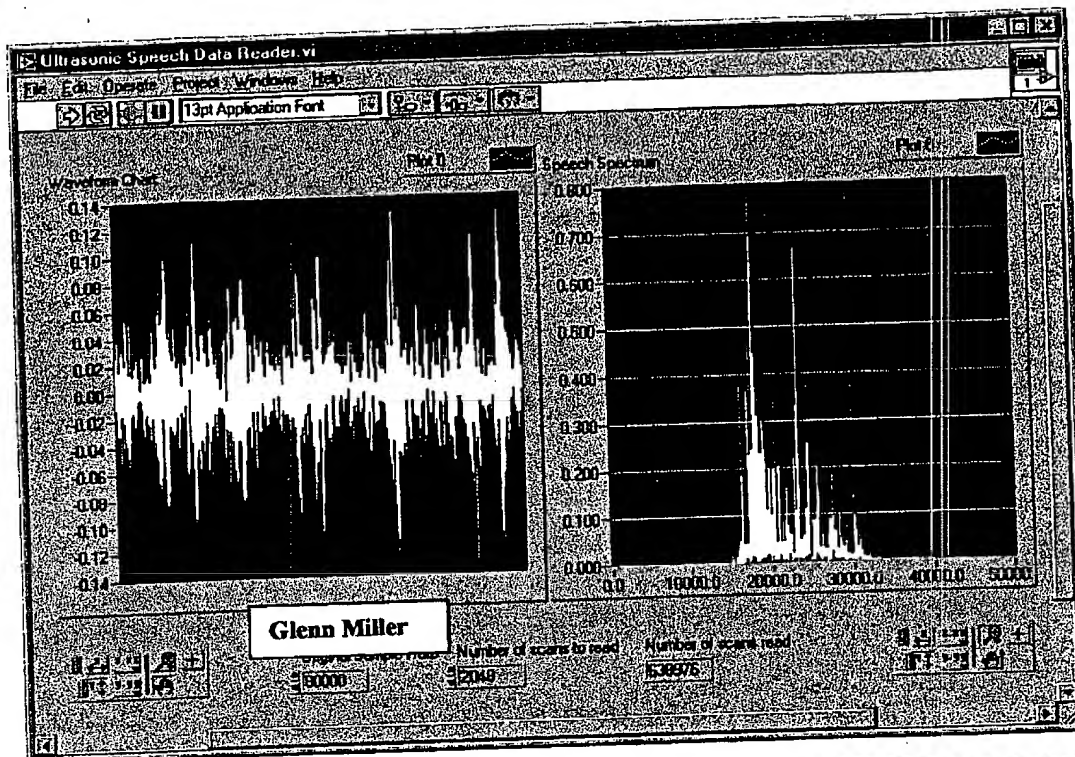 Ultrasonic Speech Data Reader.vi
File Edit Operate Project Windows Help
13pt Application Font
1
Plot 0
Waveform Chart
0.14
0.12
0.10
0.08
0.06
0.04
0.02
0.00
-0.02
-0.04
-0.06
-0.08
-0.10
-0.12
-0.14
Plot 0
Speech Spectrum
0.800
0.700
0.600
0.500
0.400
0.300
0.200
0.100
0.000
0.0 10000.0 20000.0 30000.0 40000.0 50000
Glenn Miller
Number of scans to read
Number of scans read
2048
638976